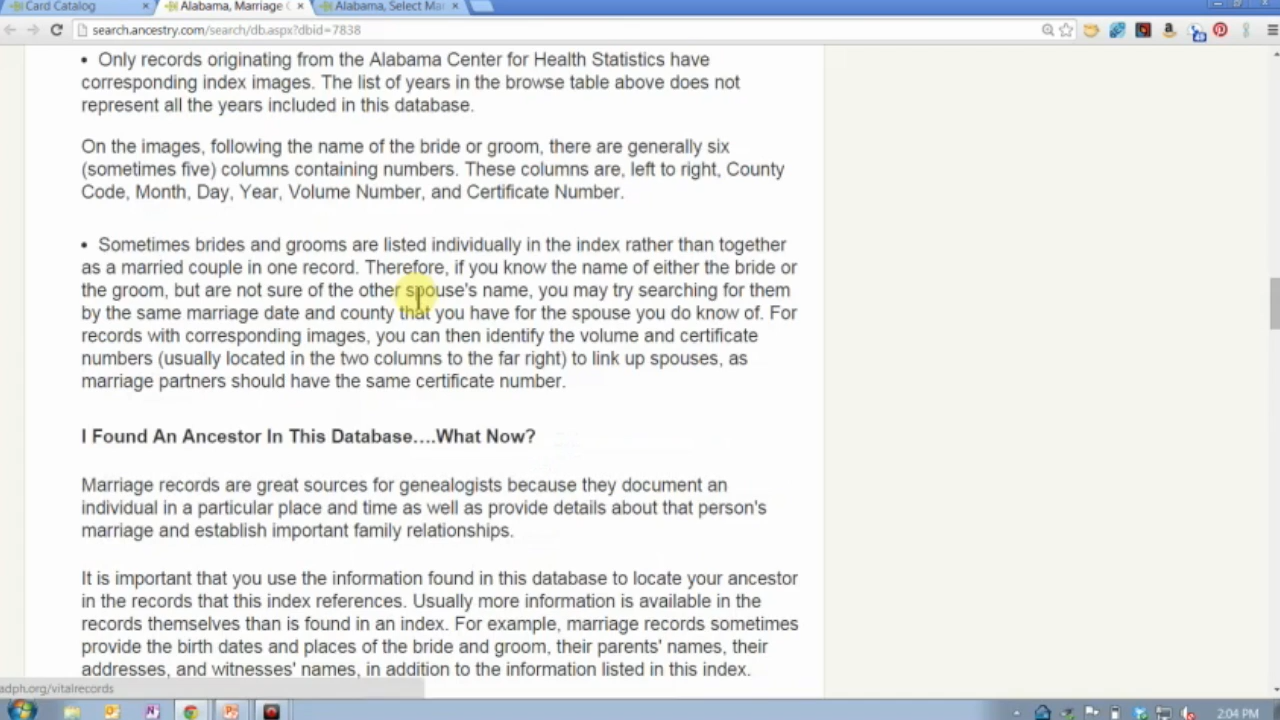 Card Catalog
Alabama, Marriage
Alabama, Select Mar
search.ancestry.com/search/db.aspx?dbid=7838
• Only records originating from the Alabama Center for Health Statistics have
corresponding index images. The list of years in the browse table above does not
represent all the years included in this database.
On the images, following the name of the bride or groom, there are generally six
(sometimes five) columns containing numbers. These columns are, left to right, County
Code, Month, Day, Year, Volume Number, and Certificate Number.
• Sometimes brides and grooms are listed individually in the index rather than together
as a married couple in one record. Therefore, if you know the name of either the bride or
the groom, but are not sure of the other spouse's name, you may try searching for them
by the same marriage date and county that you have for the spouse you do know of. For
records with corresponding images, you can then identify the volume and certificate
numbers (usually located in the two columns to the far right) to link up spouses, as
marriage partners should have the same certificate number.
I Found An Ancestor In This Database....What Now?
Marriage records are great sources for genealogists because they document an
individual in a particular place and time as well as provide details about that person's
marriage and establish important family relationships.
It is important that you use the information found in this database to locate your ancestor
in the records that this index references. Usually more information is available in the
records themselves than is found in an index. For example, marriage records sometimes
provide the birth dates and places of the bride and groom, their parents' names, their
addresses, and witnesses' names, in addition to the information listed in this index.
adph.org/vitalrecords
2:04 PM